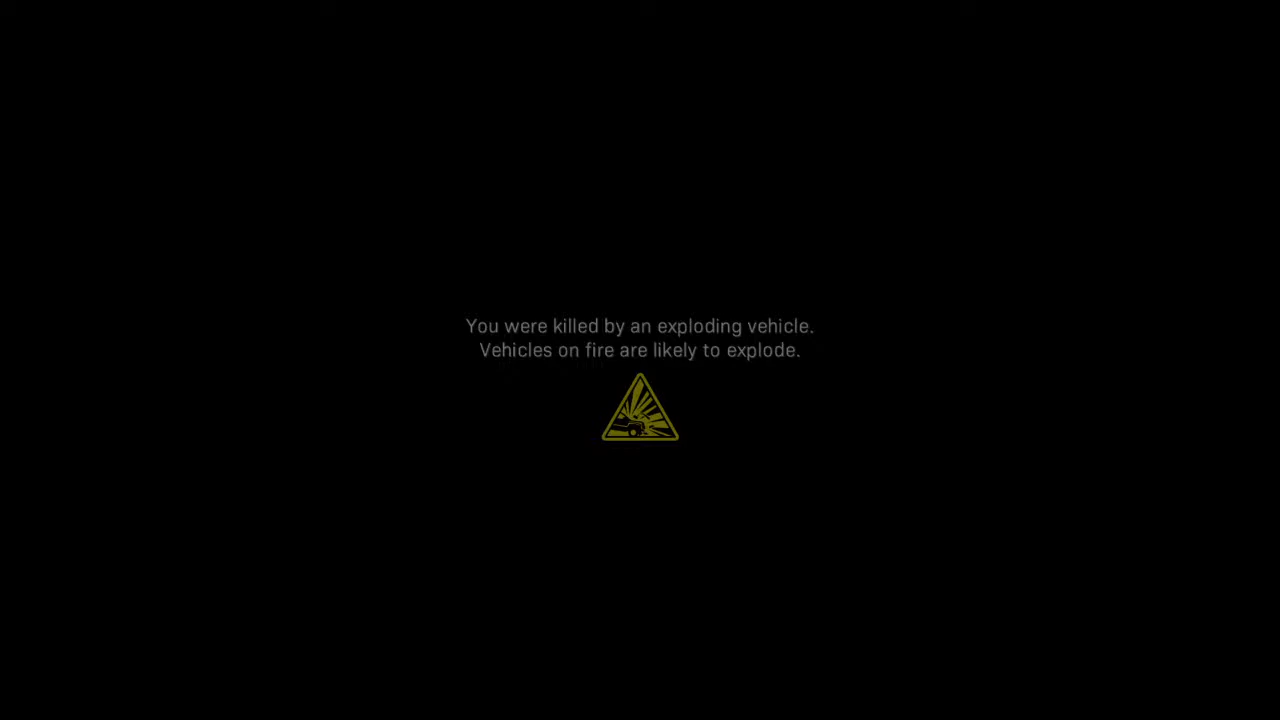 You were killed by an exploding vehicle.
Vehicles on fire are likely to explode.